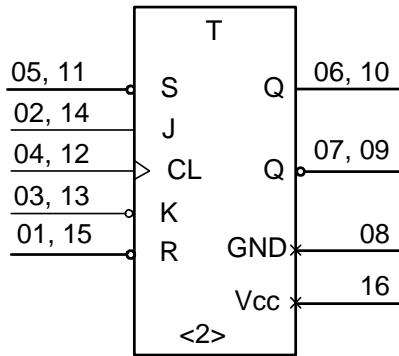 T
05, 11 S Q 06, 10
02, 14 J
04, 12 CL Q 07, 09
03, 13 K
01, 15 R GND 08
Vcc 16
<2>